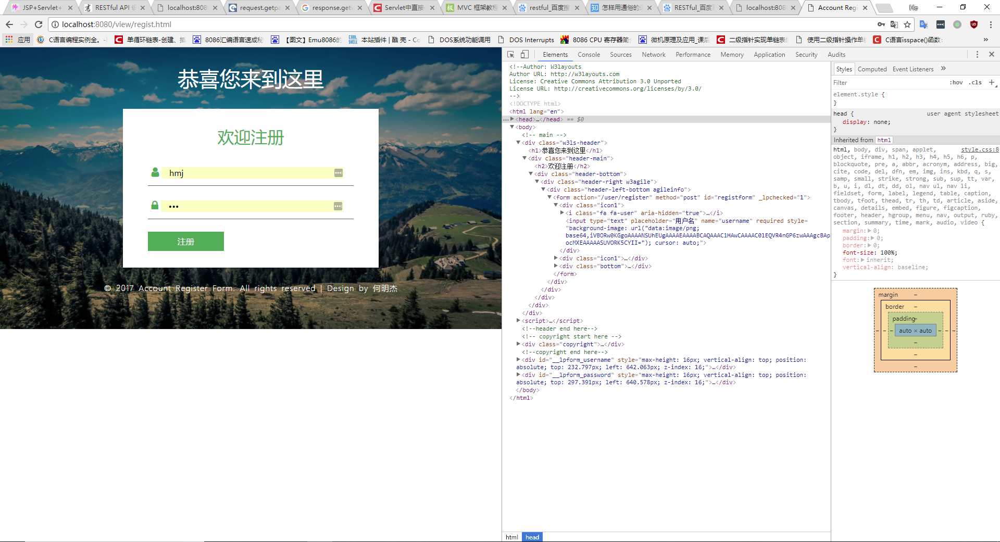 JSP+Servlet+
RESTful API
localhost:808
request.getpa
response.get
Servlet中直接
MVC 框架教程
restful_百度搜
怎样用通俗的
RESTful_百度
localhost:808
Account Regi
He
localhost:8080/view/regist.html
应用
C语言编程实例全。-
单循环链表-创建、插
8086汇编语言速成秘
【图文】Emu8086的
本站插件 | 酷 壳 - Co
DOS系统功能调用
DOS Interrupts
8086 CPU 寄存器简
微机原理及应用_课后
二级指针实现单链表
使用二级指针操作单
C语言isspace()函数:
恭喜您来到这里
欢迎注册
hmj
•••
注册
© 2017 Account Register Form. All rights reserved | Design by 何明杰
Elements Console Sources Network Performance Memory Application Security Audits
<!--Author: W3layouts
Author URL: http://w3layouts.com
License: Creative Commons Attribution 3.0 Unported
License URL: http://creativecommons.org/licenses/by/3.0/
-->
<!DOCTYPE html>
<html lang="en">
<head>…</head> == $0
<body>
<!-- main -->
<div class="w3ls-header">
<h1>恭喜您来到这里</h1>
<div class="header-main">
<h2>欢迎注册</h2>
<div class="header-bottom">
<div class="header-right w3agile">
<div class="header-left-bottom agileinfo">
<form action="/user/register" method="post" id="registform" _lpchecked="1">
<div class="icon1">
<i class="fa fa-user" aria-hidden="true">…</i>
<input type="text" placeholder="用户名" name="username" required style=
"background-image: url("data:image/png;
base64,iVBORw0KGgoAAAANSUhEUgAAAAEAAAABCAQAAAC1HAwCAAAAC0lEQVR4nGP6zwAAAgcBAp
ocMXEAAAAASUVORK5CYII="); cursor: auto;">
</div>
<div class="icon1">…</div>
<div class="bottom">…</div>
</form>
</div>
</div>
</div>
</div>
<script>…</script>
<!--header end here-->
<!-- copyright start here -->
<div class="copyright">…</div>
<!--copyright end here-->
<div id="__lpform_username" style="max-height: 16px; vertical-align: top; position:
absolute; top: 232.797px; left: 642.063px; z-index: 16;">…</div>
<div id="__lpform_password" style="max-height: 16px; vertical-align: top; position:
absolute; top: 297.391px; left: 640.578px; z-index: 16;">…</div>
</body>
</html>
html head
Styles Computed Event Listeners »
Filter :hov .cls +
element.style {
}
head { user agent stylesheet
display: none;
}
Inherited from html
html, body, div, span, applet, style.css:8
object, iframe, h1, h2, h3, h4, h5, h6, p,
blockquote, pre, a, abbr, acronym, address, big,
cite, code, del, dfn, em, img, ins, kbd, q, s,
samp, small, strike, strong, sub, sup, tt, var,
b, u, i, dl, dt, dd, ol, nav ul, nav li,
fieldset, form, label, legend, table, caption,
tbody, tfoot, thead, tr, th, td, article, aside,
canvas, details, embed, figure, figcaption,
footer, header, hgroup, menu, nav, output, ruby,
section, summary, time, mark, audio, video {
margin: 0;
padding: 0;
border: 0;
font-size: 100%;
font: inherit;
vertical-align: baseline;
}
margin –
border –
padding –
– – – auto × auto – – –
–
–
–